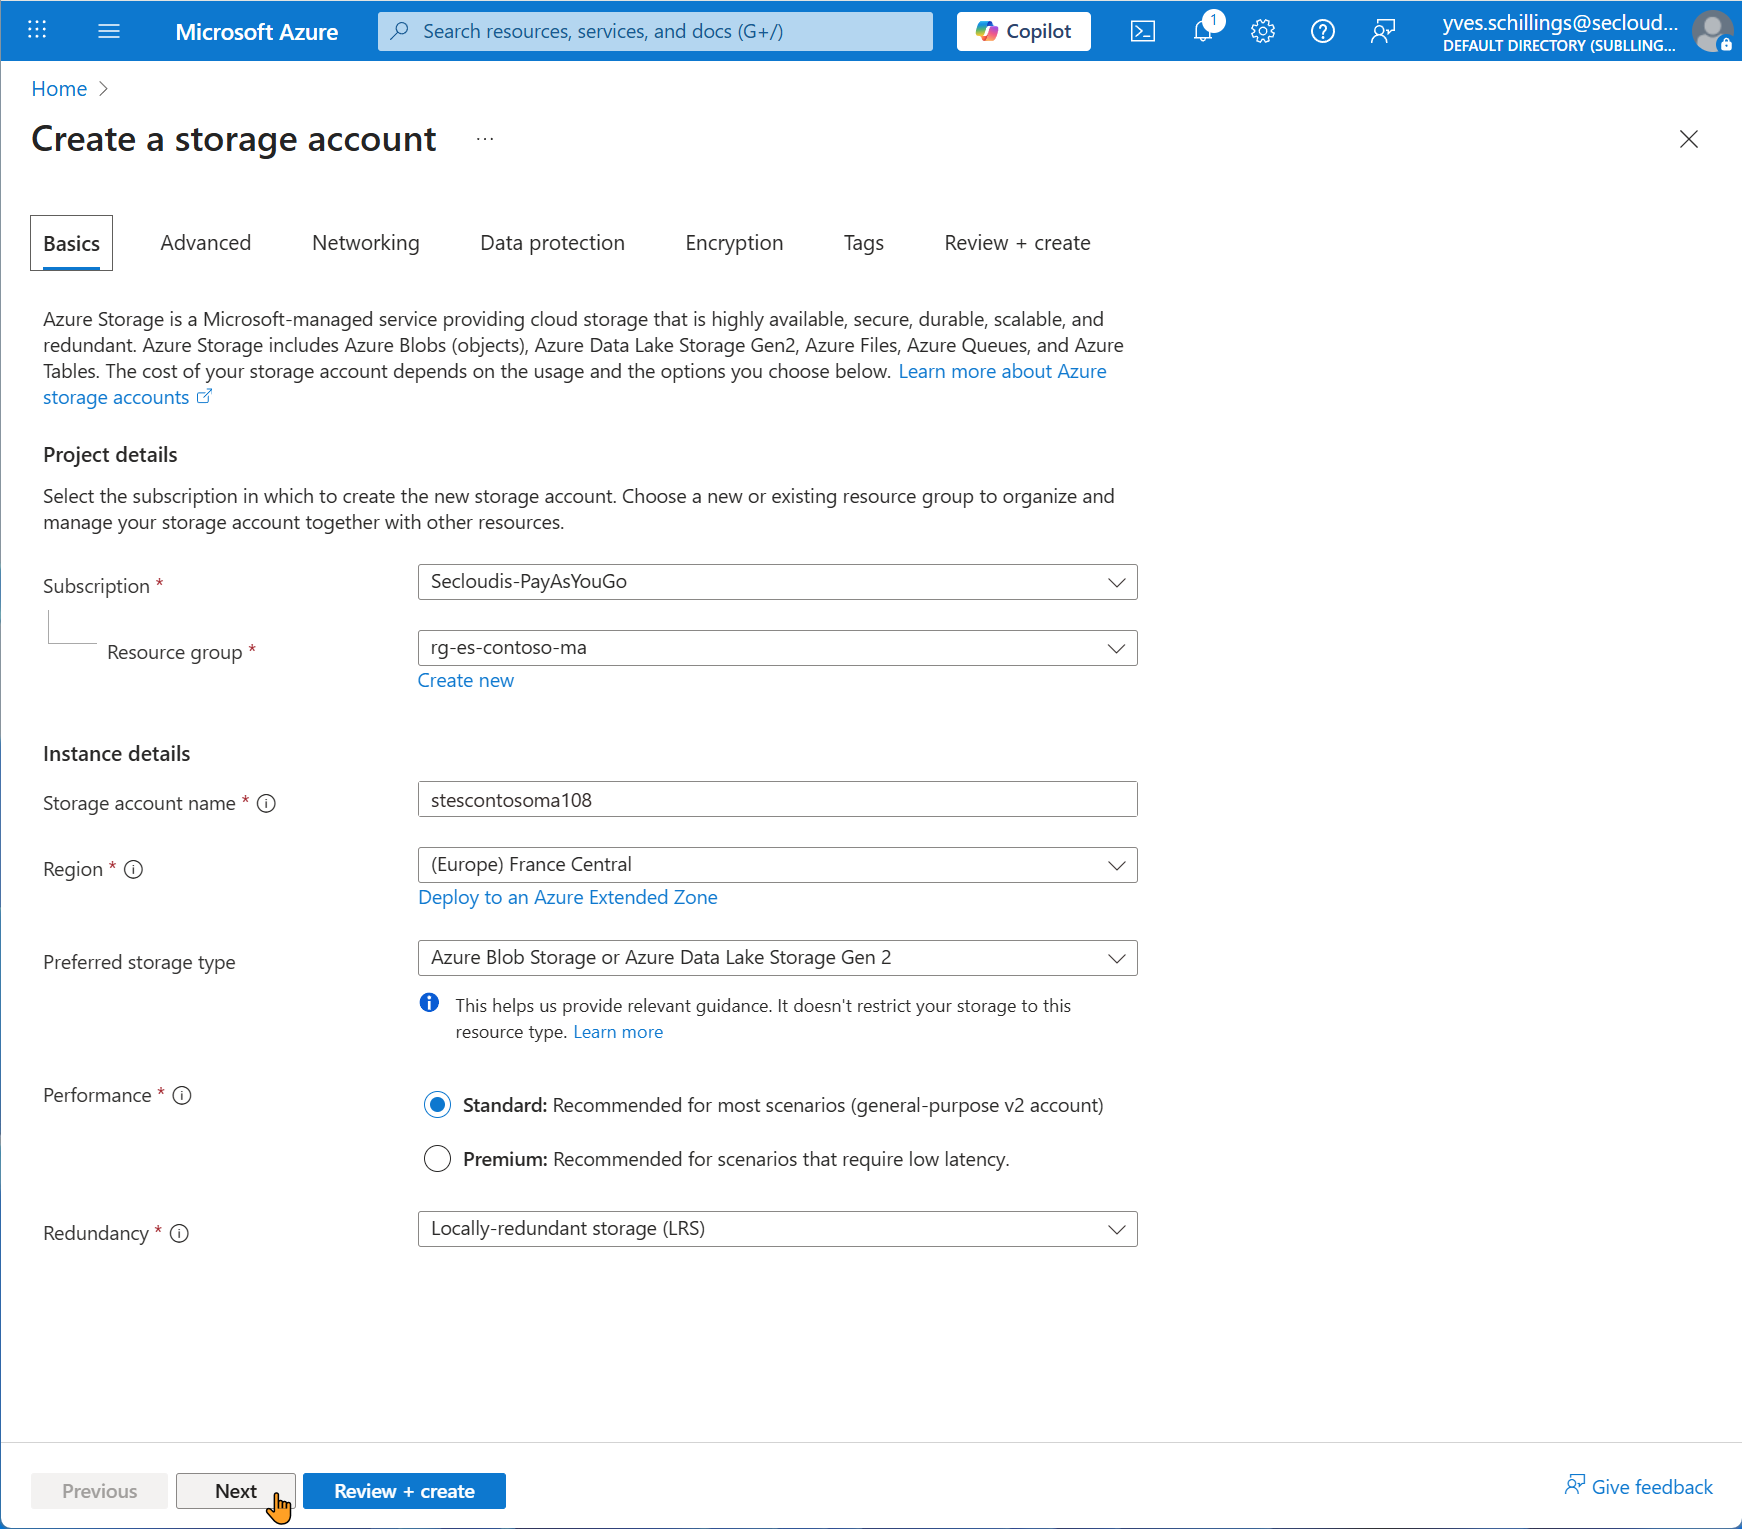 Microsoft Azure
Search resources, services, and docs (G+/)
Copilot
1
yves.schillings@secloud...
DEFAULT DIRECTORY (SUBLLING...
Home
Create a storage account
...
Basics
Advanced
Networking
Data protection
Encryption
Tags
Review + create
Azure Storage is a Microsoft-managed service providing cloud storage that is highly available, secure, durable, scalable, and
redundant. Azure Storage includes Azure Blobs (objects), Azure Data Lake Storage Gen2, Azure Files, Azure Queues, and Azure
Tables. The cost of your storage account depends on the usage and the options you choose below. Learn more about Azure
storage accounts
Project details
Select the subscription in which to create the new storage account. Choose a new or existing resource group to organize and
manage your storage account together with other resources.
Subscription *
Secloudis-PayAsYouGo
Resource group *
rg-es-contoso-ma
Create new
Instance details
Storage account name *
stescontosoma108
Region *
(Europe) France Central
Deploy to an Azure Extended Zone
Preferred storage type
Azure Blob Storage or Azure Data Lake Storage Gen 2
This helps us provide relevant guidance. It doesn't restrict your storage to this
resource type. Learn more
Performance *
Standard: Recommended for most scenarios (general-purpose v2 account)
Premium: Recommended for scenarios that require low latency.
Redundancy *
Locally-redundant storage (LRS)
Previous
Next
Review + create
Give feedback